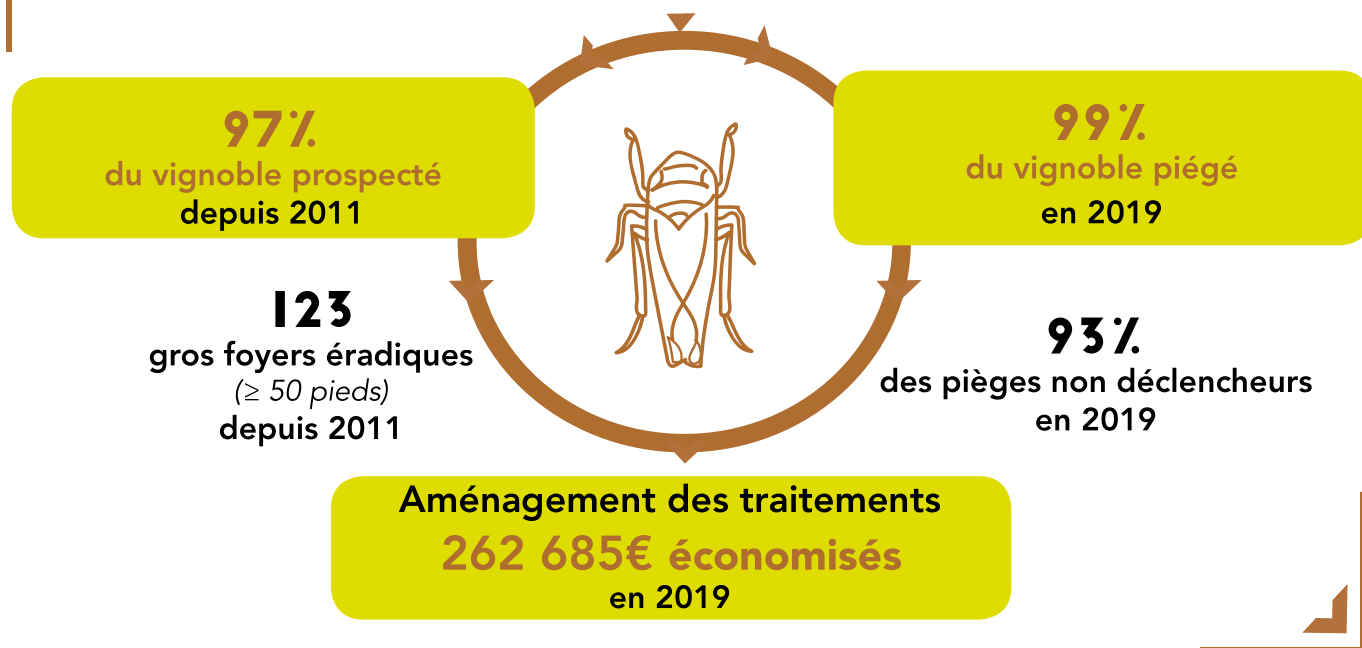 97%
du vignoble prospecté
depuis 2011
99%
du vignoble piégé
en 2019
123
gros foyers éradiques
(≥ 50 pieds)
depuis 2011
93%
des pièges non déclencheurs
en 2019
Aménagement des traitements
262 685€ économisés
en 2019